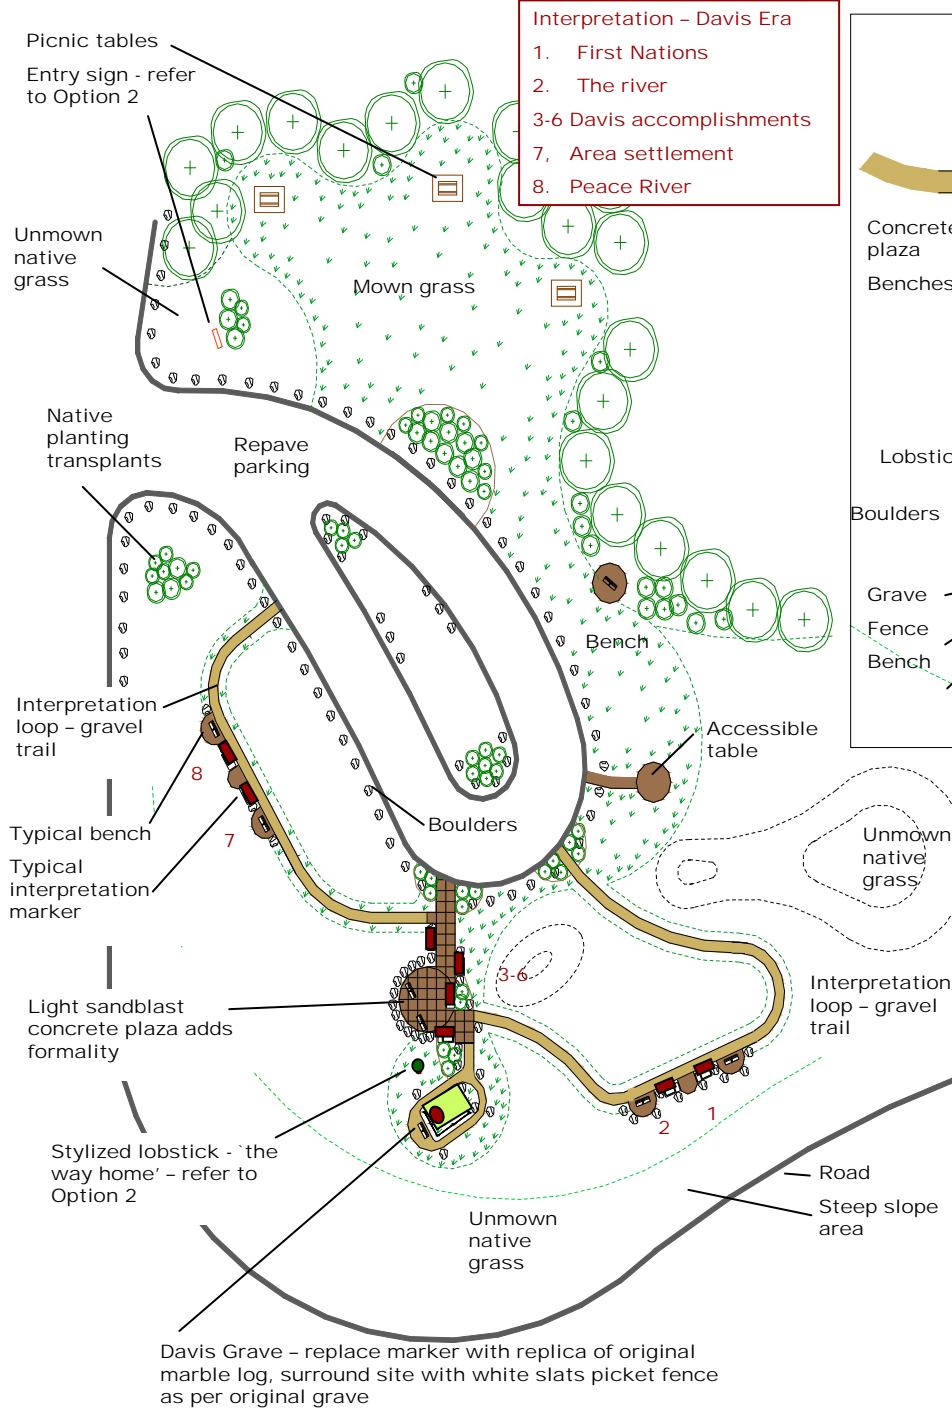 Interpretation – Davis Era
1. First Nations
2. The river
3-6 Davis accomplishments
7, Area settlement
8. Peace River
Picnic tables
Entry sign - refer
to Option 2
Unmown
native
grass
Mown grass
Concrete
plaza
Benches
Native
planting
transplants
Repave
parking
Lobstic
Boulders
Grave
Fence
Bench
Bench
Interpretation
loop – gravel
trail
Accessible
table
8
7
Typical bench
Typical
interpretation
marker
Boulders
Unmown
native
grass
3-6
Interpretation
loop – gravel
trail
Light sandblast
concrete plaza adds
formality
1
2
Stylized lobstick - `the
way home’ – refer to
Option 2
Road
Steep slope
area
Unmown
native
grass
Davis Grave – replace marker with replica of original
marble log, surround site with white slats picket fence
as per original grave